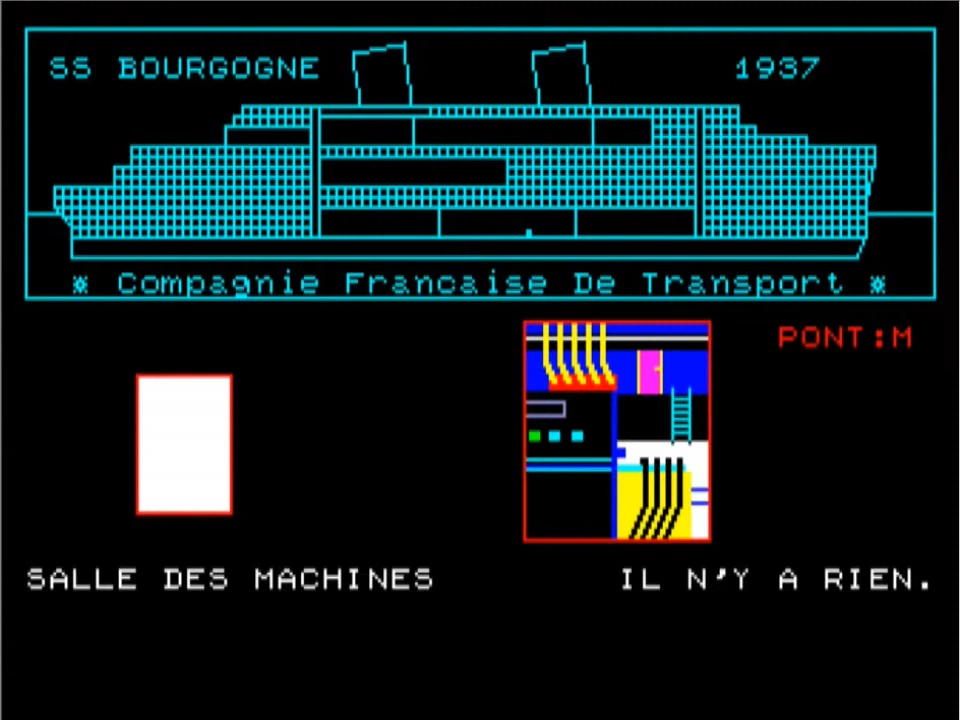 SS BOURGOGNE 1937
※ Compagnie Francaise De Transport ※
PONT:M
SALLE DES MACHINES IL N'Y A RIEN.